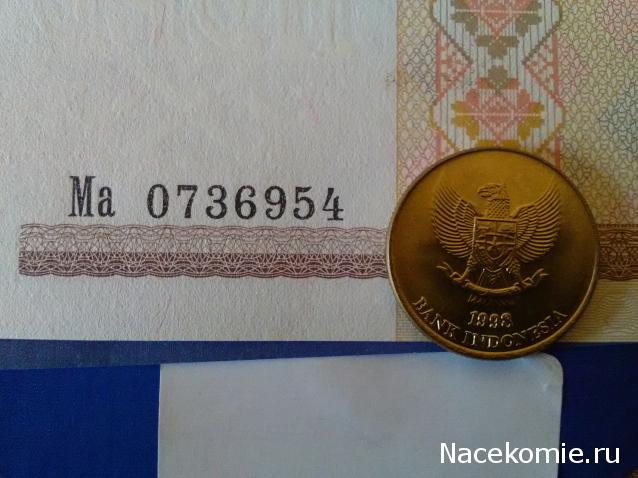 Ma 0736954
1998
BANK INDONESIA
Nacekomie.ru